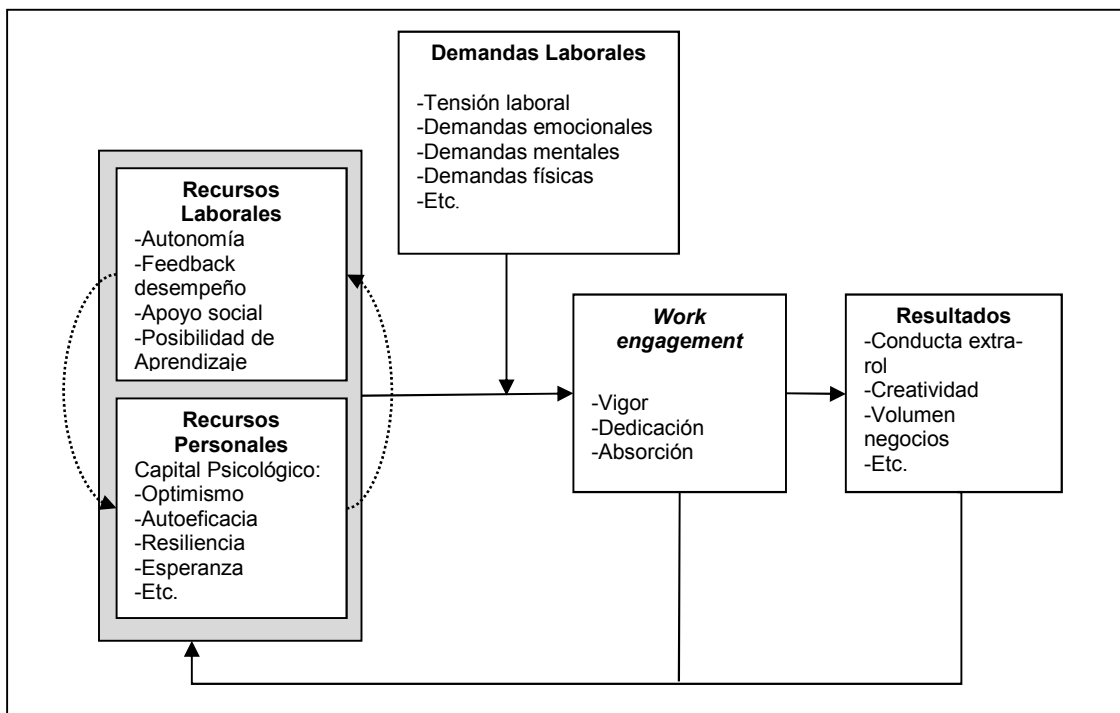 Demandas Laborales
-Tensión laboral
-Demandas emocionales
-Demandas mentales
-Demandas físicas
-Etc.
Recursos
Laborales
-Autonomía
-Feedback
desempeño
-Apoyo social
-Posibilidad de
Aprendizaje
Recursos
Personales
Capital Psicológico:
-Optimismo
-Autoeficacia
-Resiliencia
-Esperanza
-Etc.
Work
engagement
-Vigor
-Dedicación
-Absorción
Resultados
-Conducta extra-
rol
-Creatividad
-Volumen
negocios
-Etc.